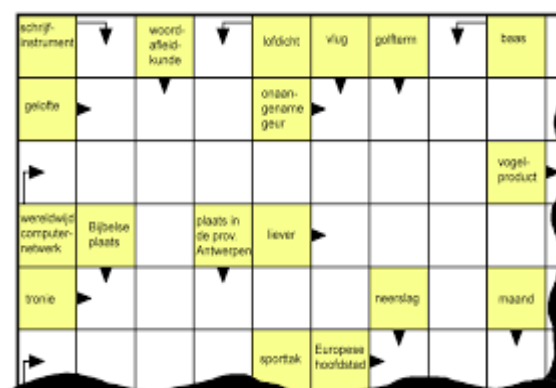 schrijf-
instrument
woord-
afleid-
kunde
lofdicht
vlug
golfterm
baas
gelofte
onaan-
gename
geur
vogel-
product
wereldwijd
computer-
netwerk
Bijbelse
plaats
plaats in
de prov.
Antwerpen
liever
tronie
neerslag
maand
sporttak
Europese
hoofdstad